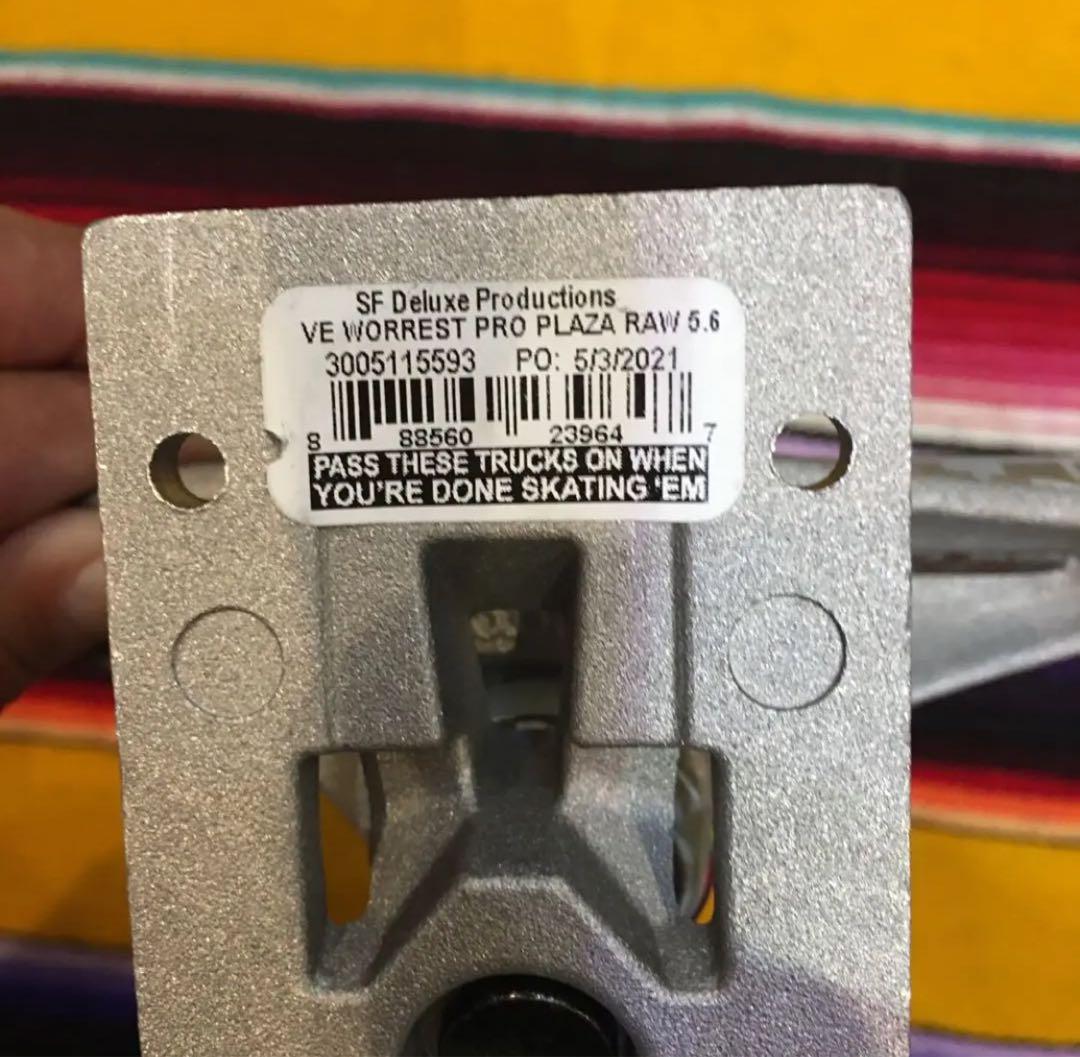 SF Deluxe Productions
VE WORREST PRO PLAZA RAW 5.6
3005115593 PO: 5/3/2021
8 88560 23964 7
PASS THESE TRUCKS ON WHEN
YOU'RE DONE SKATING 'EM